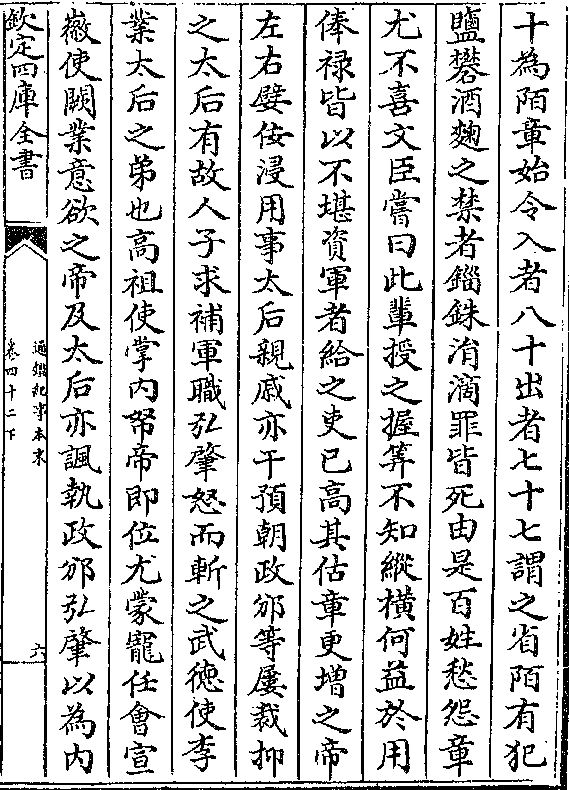 十為陌章始令入者八十出者七十七謂之省陌有犯
鹽礬酒麴之禁者錙銖涓滴罪皆死由是百姓愁怨章
尤不喜文臣嘗曰此輩授之握筭不知縱橫何益於用
俸禄皆以不堪資軍者給之吏已高其估章更增之帝
左右嬖佞浸用事太后親戚亦干預朝政邠等屢裁抑
之太后有故人子求補軍職弘肇怒而斬之武徳使李
業太后之弟也高祖使掌内帑帝即位尤蒙寵任會宣
徽使闕業意欲之帝及太后亦諷執政邠弘肇以為内
欽定四庫全書
通鑑紀事本末
卷四十二下
六